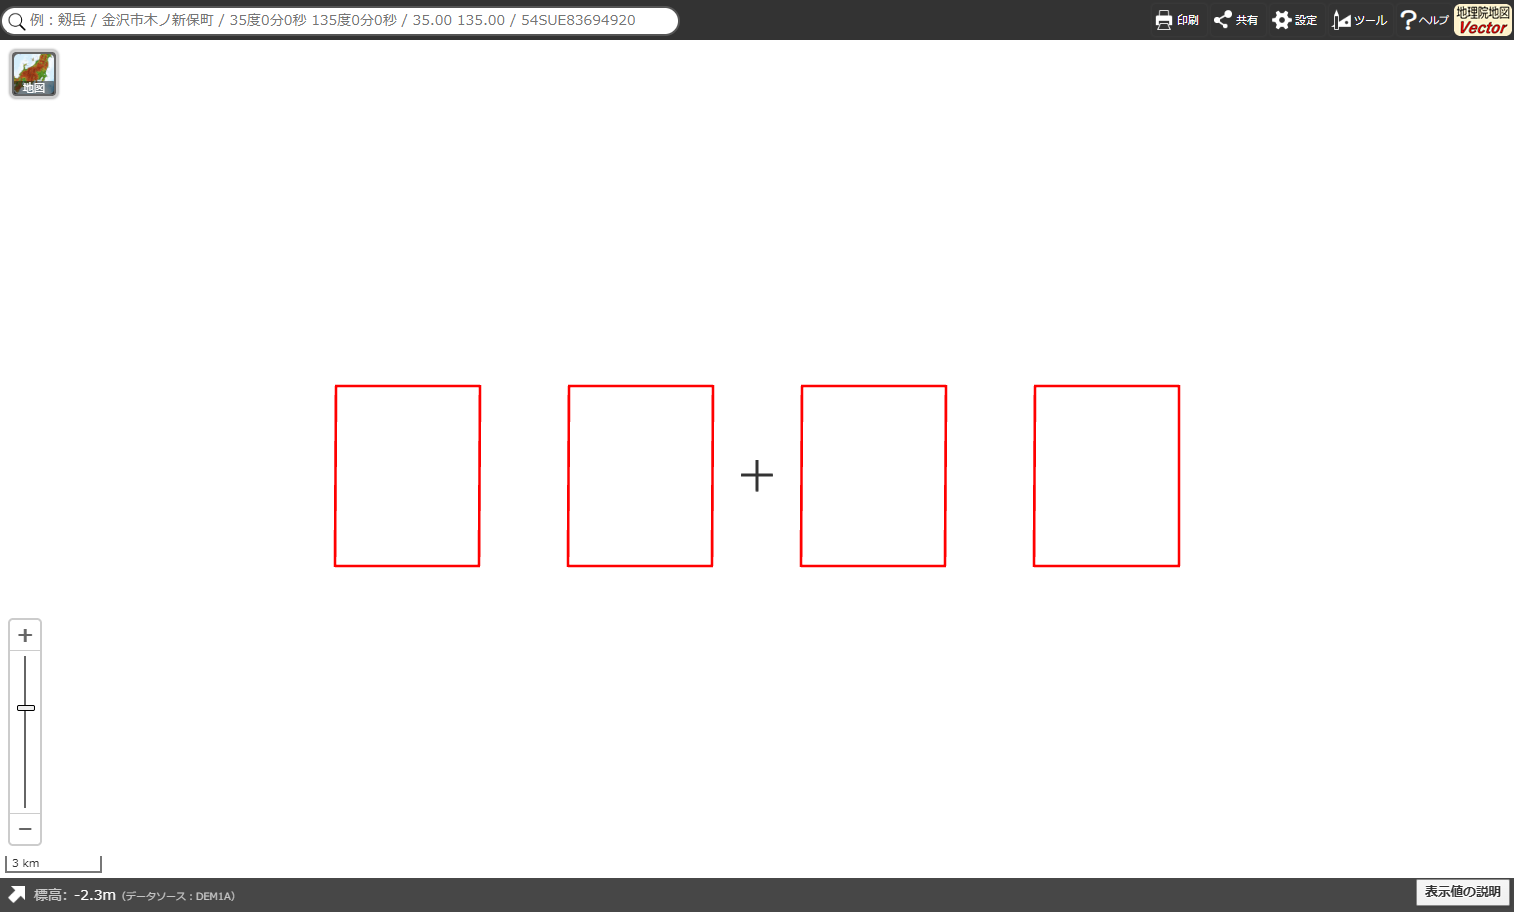 例：剱岳 / 金沢市木ノ新保町 / 35度0分0秒 135度0分0秒 / 35.00 135.00 / 54SUE83694920
印刷
共有
設定
ツール
ヘルプ
地理院地図
Vector
地図
3 km
標高: -2.3m (データソース：DEM1A)
表示値の説明